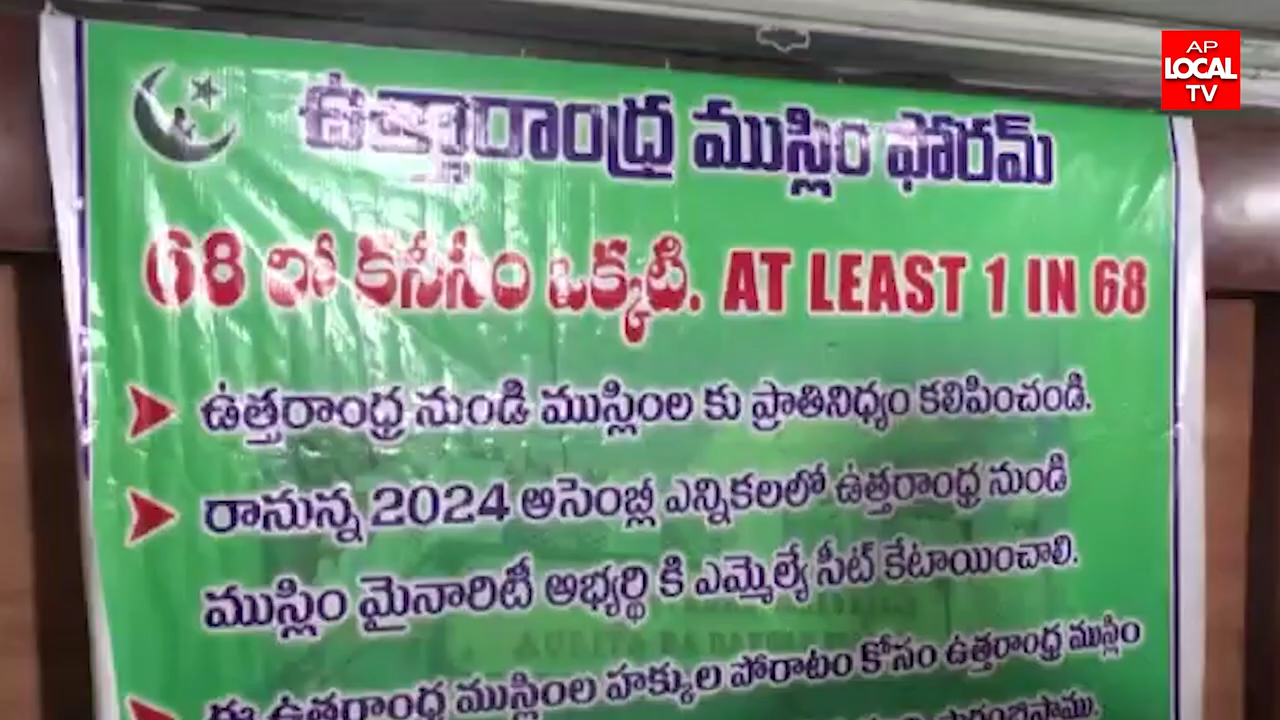 AP
LOCAL
TV
ఉత్తరాంధ్ర ముస్లిం ఫోరమ్
68 లో కనీసం ఒక్కటి. AT LEAST 1 IN 68
ఉత్తరాంధ్ర నుండి ముస్లింల కు ప్రాతినిధ్యం కలిపించండి.
రానున్న 2024 అసెంబ్లీ ఎన్నికలలో ఉత్తరాంధ్ర నుండి
ముస్లిం మైనారిటీ అభ్యర్థి కి ఎమ్మెల్యే సీట్ కేటాయించాలి.
ఈ ఉత్తరాంధ్ర ముస్లింల హక్కుల పోరాటం కోసం ఉత్తరాంధ్ర ముస్లిం